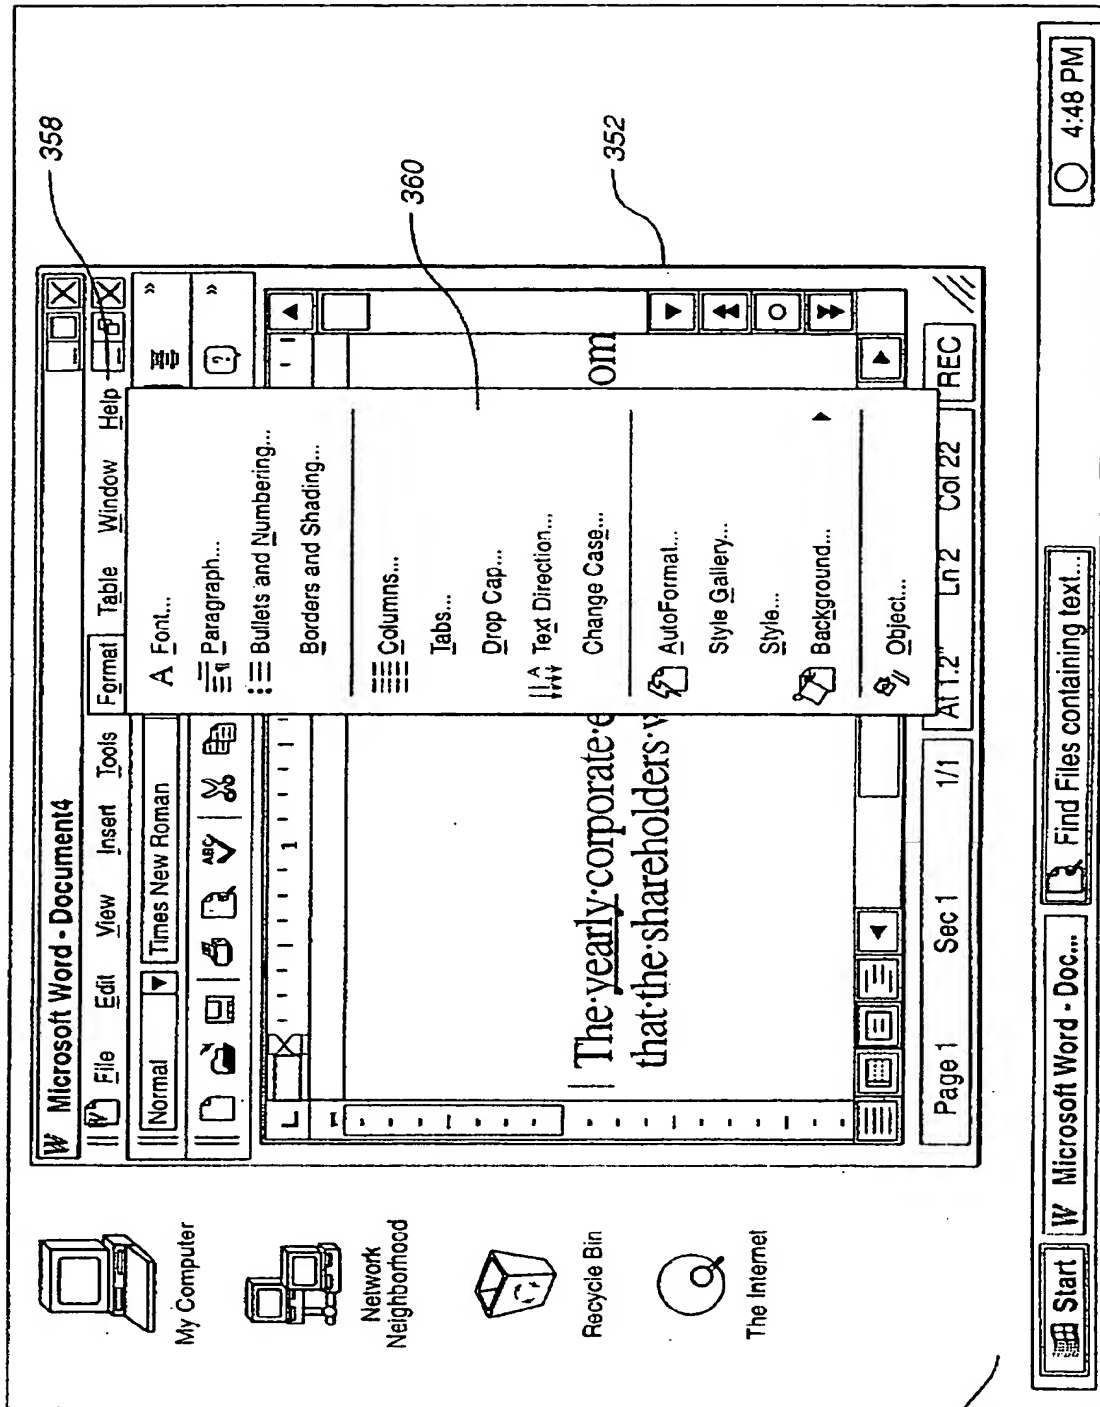 W Microsoft Word - Document4
File Edit View Insert Tools Format Table Window Help
Normal Times New Roman
ABC
?
L 1
A Font...
Paragraph...
Bullets and Numbering...
Borders and Shading...
Columns...
Tabs...
Drop Cap...
Text Direction...
Change Case...
AutoFormat...
Style Gallery...
Style...
Background...
Object...
The·yearly·corporate·e om
that·the·shareholders·
Page 1 Sec 1 1/1 At 1.2" Ln 2 Col 22 REC
My Computer
Network
Neighborhood
Recycle Bin
The Internet
Start W Microsoft Word - Doc... Find Files containing text... 4:48 PM
358
360
352